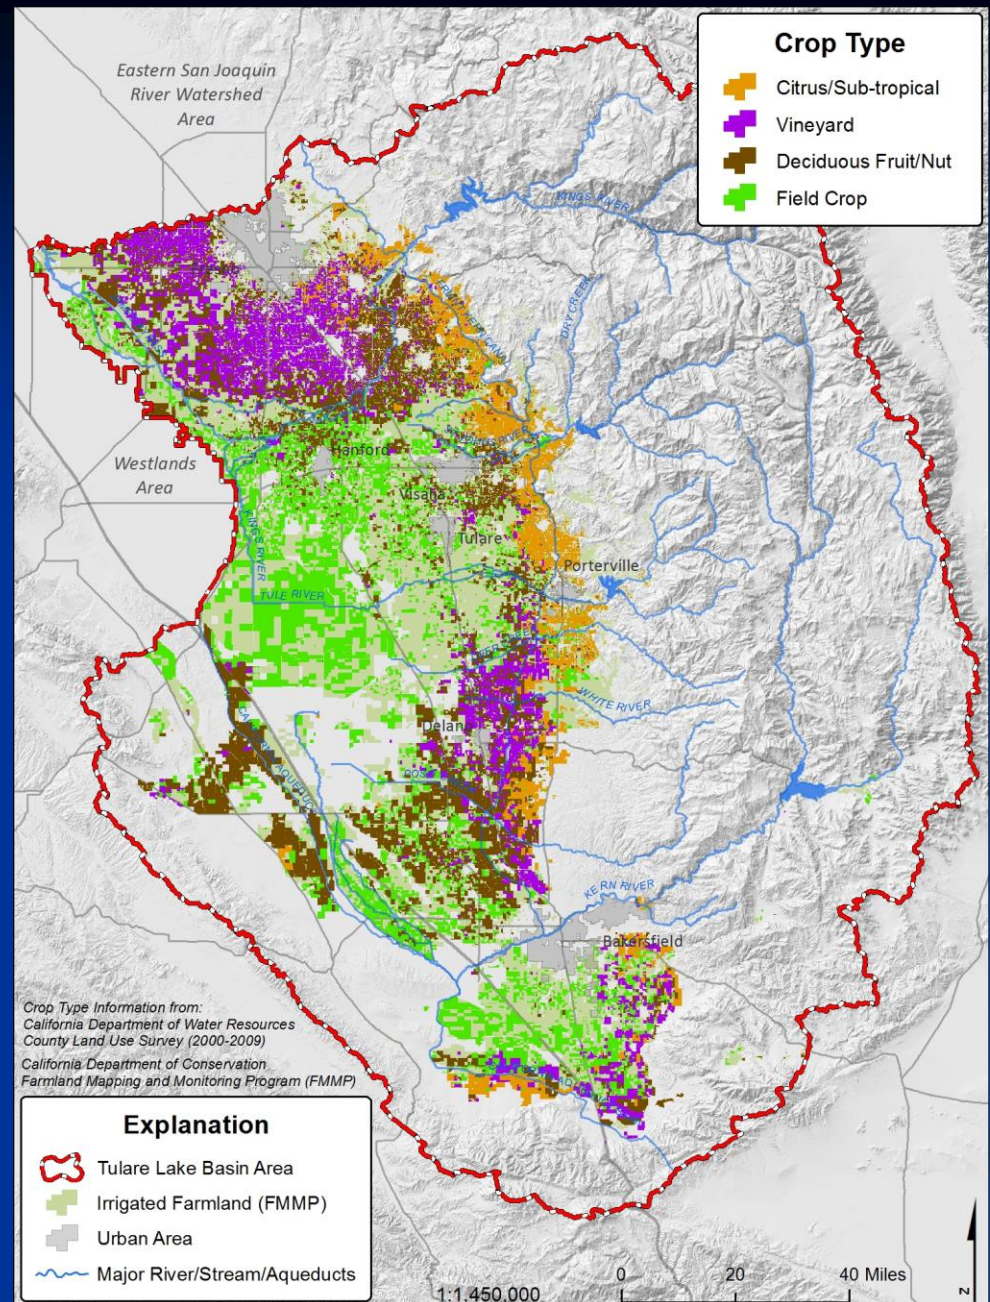 Eastern San Joaquin
River Watershed
Area
Crop Type
Citrus/Sub-tropical
Vineyard
Deciduous Fruit/Nut
Field Crop
KINGS RIVER
Fresno
DRY CREEK
Westlands
Area
Hanford
Visalia
KINGS RIVER
Tulare
Porterville
TULE RIVER
WHITE RIVER
Delano
KERN RIVER
Bakersfield
Crop Type Information from:
California Department of Water Resources
County Land Use Survey (2000-2009)
California Department of Conservation
Farmland Mapping and Monitoring Program (FMMP)
Explanation
Tulare Lake Basin Area
Irrigated Farmland (FMMP)
Urban Area
Major River/Stream/Aqueducts
0 20 40 Miles
1:1,450,000
N